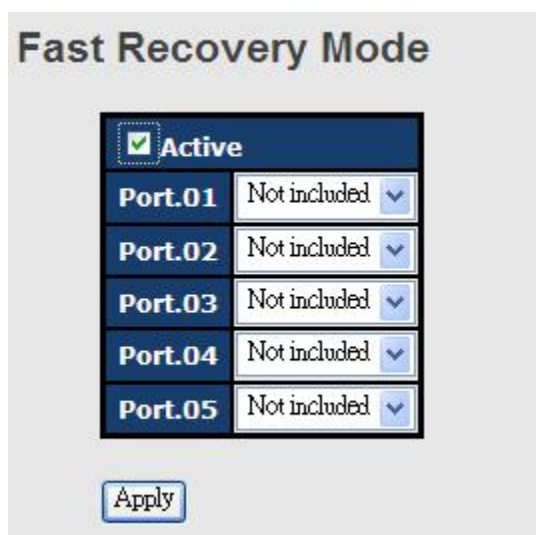 Fast Recovery Mode
Active
Port.01 Not included
Port.02 Not included
Port.03 Not included
Port.04 Not included
Port.05 Not included
Apply